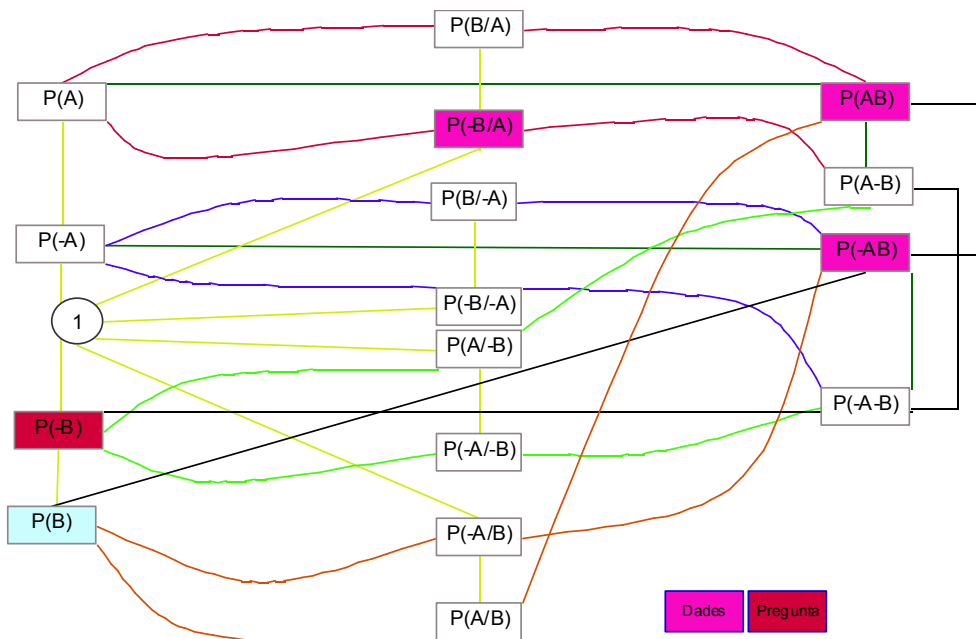 P(B/A)
P(A)
P(AB)
P(-B/A)
P(A-B)
P(B/-A)
P(-A)
P(-AB)
P(-B/-A)
1
P(A/-B)
P(-A-B)
P(-B)
P(-A/-B)
P(B)
P(-A/B)
P(A/B)
Dades
Pregunta